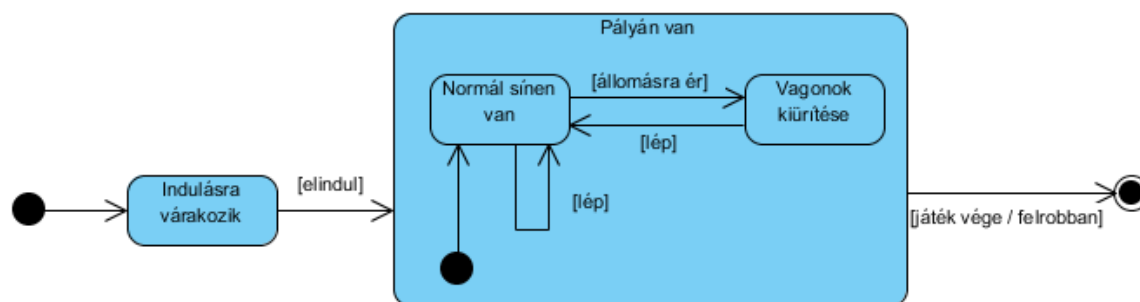 Pályán van
Normál sínen
van
[állomásra ér]
Vagonok
kiürítése
[lép]
[lép]
Indulásra
várakozik
[elindul]
[játék vége / felrobban]